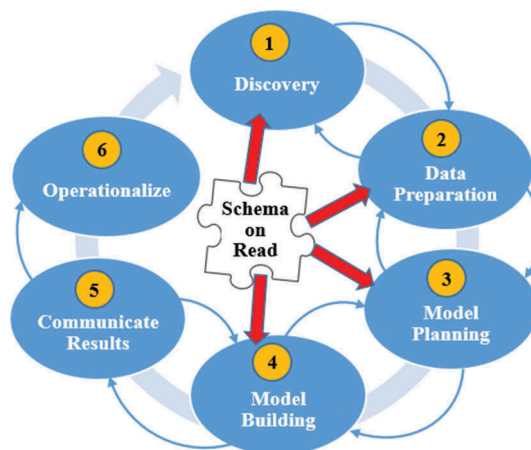 1
Discovery
2
Data
Preparation
3
Model
Planning
4
Model
Building
5
Communicate
Results
6
Operationalize
Schema
on
Read